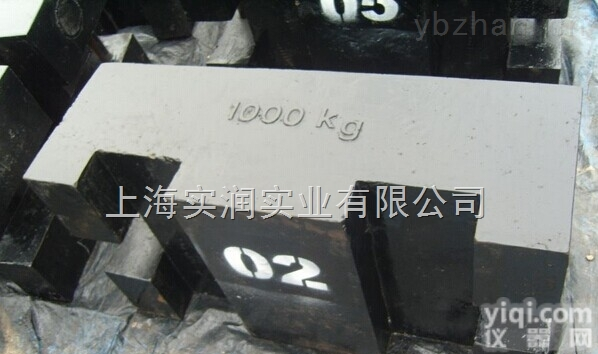 05
ybzhan
1000 kg
上海实润实业有限公司
02
yiqi.com
仪器网